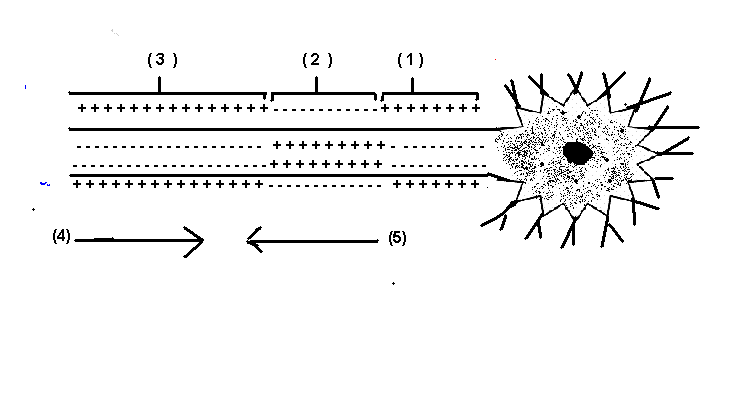 (3) (2) (1)
+ + + + + + + + + + + + + + + - - - - - - - - - - + + + + + + + +
- - - - - - - - - - - - - - - + + + + + + + + + - - - - - - - -
- - - - - - - - - - - - - - - + + + + + + + + + - - - - - - - -
+ + + + + + + + + + + + + + + - - - - - - - - - - + + + + + + +
(4) (5)